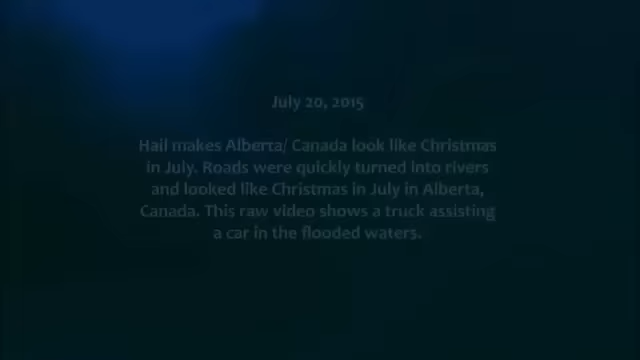 July 20, 2015
Hail makes Alberta/ Canada look like Christmas
in July. Roads were quickly turned into rivers
and looked like Christmas in July in Alberta,
Canada. This raw video shows a truck assisting
a car in the flooded waters.